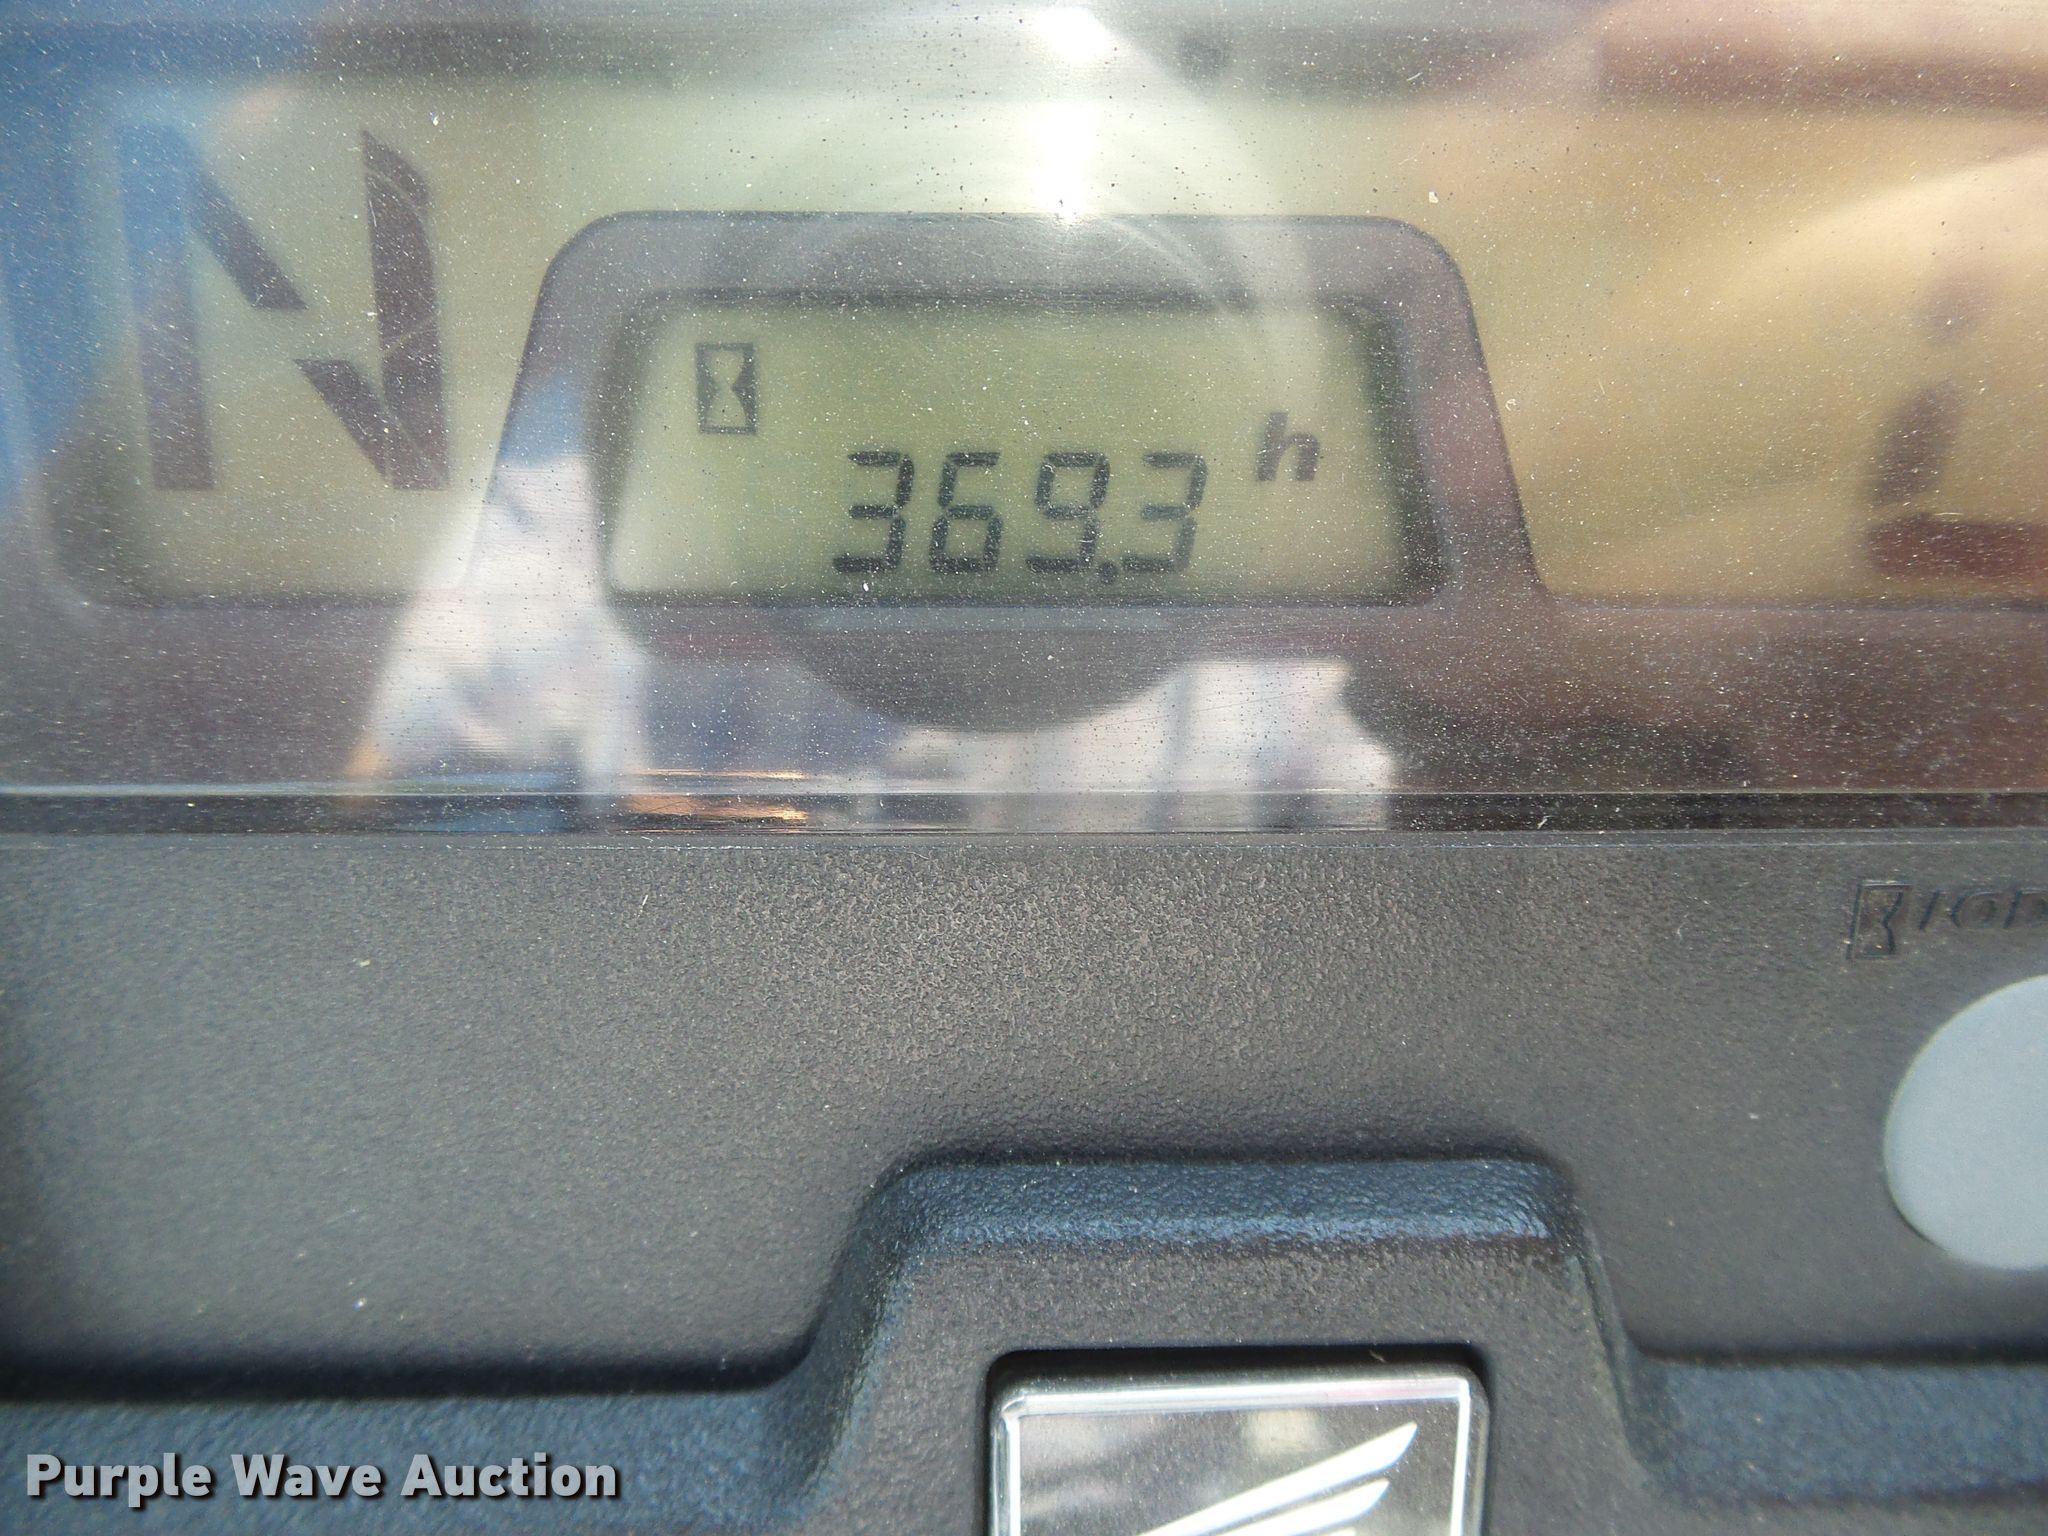 N
369.3 h
Purple Wave Auction